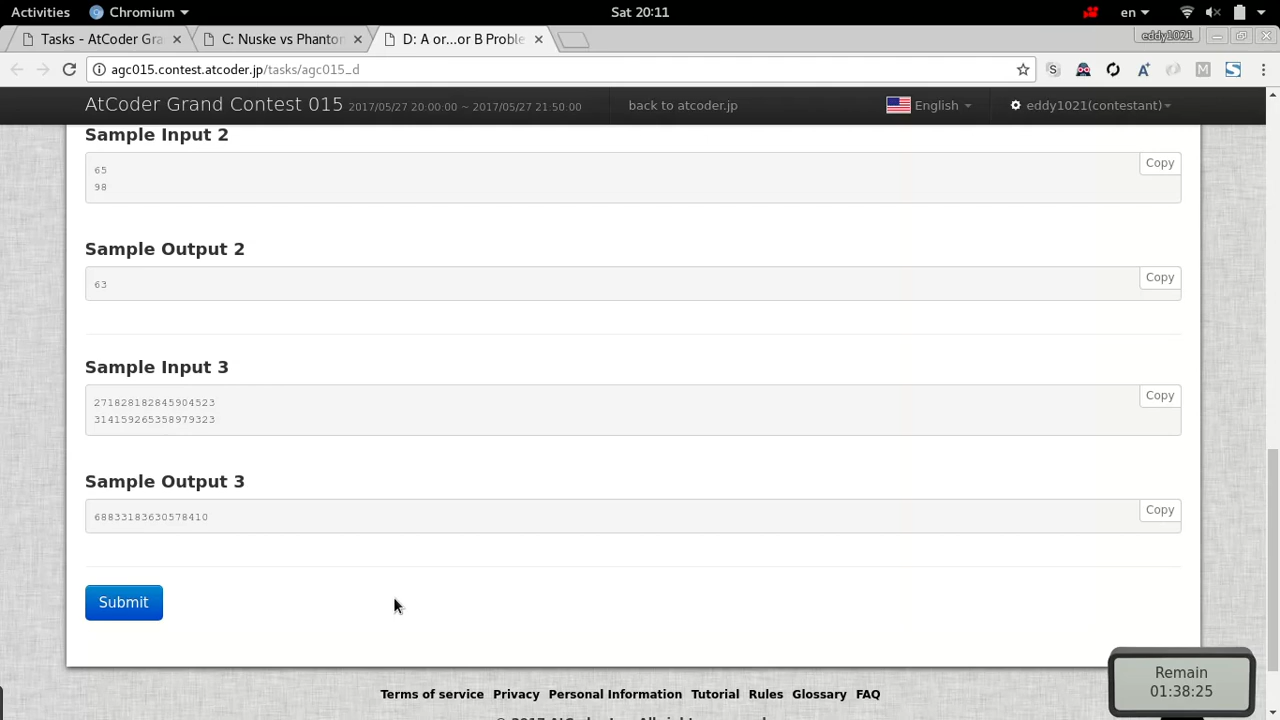 Activities Chromium Sat 20:11 en
Tasks - AtCoder Gra C: Nuske vs Phantom D: A or...or B Proble eddy1021
agc015.contest.atcoder.jp/tasks/agc015_d
AtCoder Grand Contest 015 2017/05/27 20:00:00 ~ 2017/05/27 21:50:00 back to atcoder.jp English eddy1021(contestant)
Sample Input 2
Copy
65
98
Sample Output 2
Copy
63
Sample Input 3
Copy
271828182845904523
314159265358979323
Sample Output 3
Copy
68833183630578410
Submit
Remain
01:38:25
Terms of service Privacy Personal Information Tutorial Rules Glossary FAQ